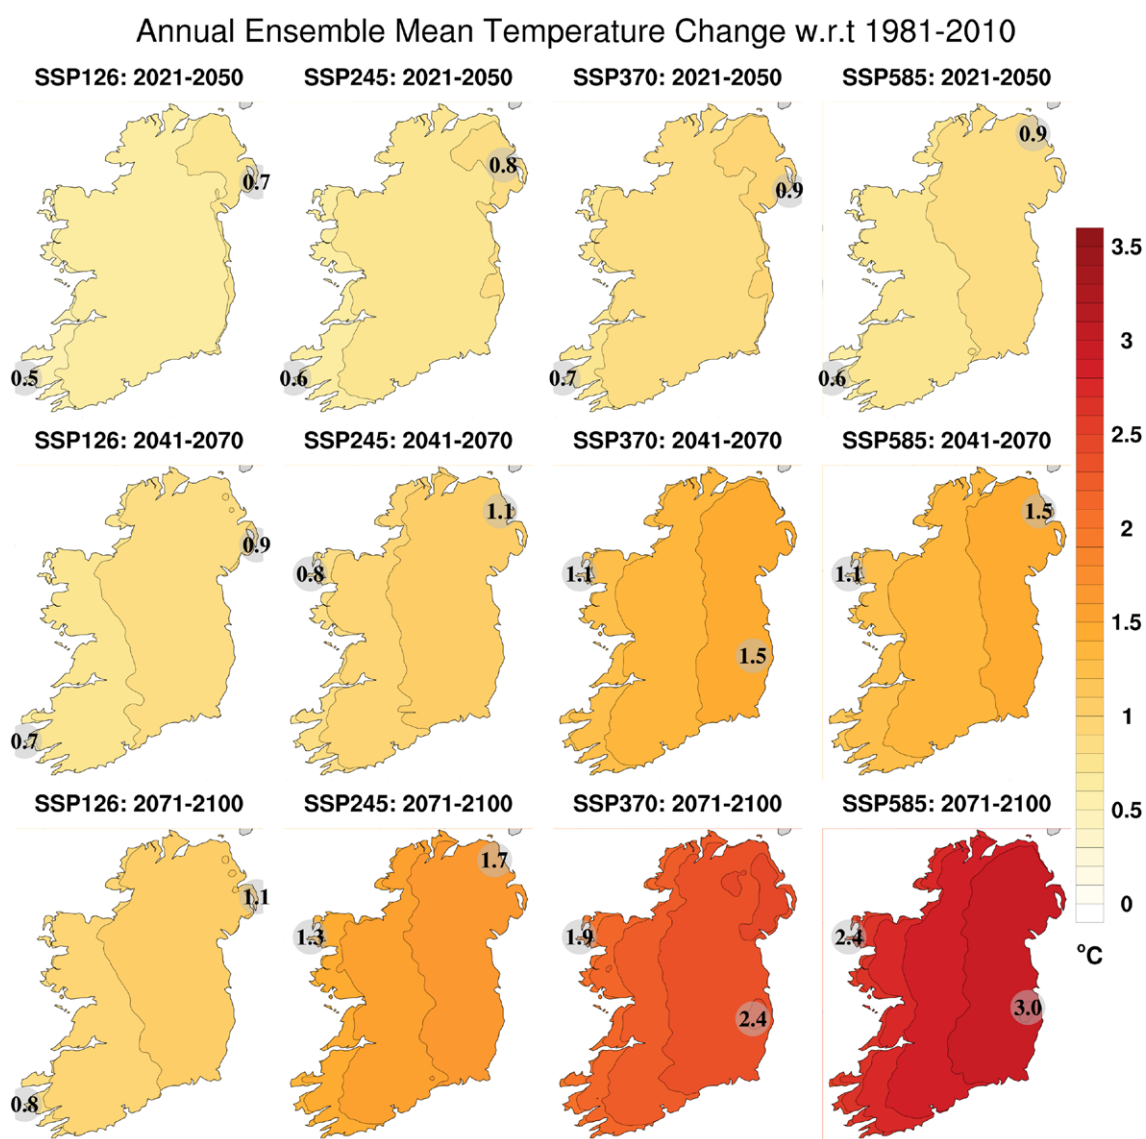 Annual Ensemble Mean Temperature Change w.r.t 1981-2010
SSP126: 2021-2050
SSP245: 2021-2050
SSP370: 2021-2050
SSP585: 2021-2050
0.7
0.5
0.8
0.6
0.9
0.7
0.9
0.6
SSP126: 2041-2070
SSP245: 2041-2070
SSP370: 2041-2070
SSP585: 2041-2070
0.9
0.7
1.1
0.8
1.1
1.5
1.5
1.1
SSP126: 2071-2100
SSP245: 2071-2100
SSP370: 2071-2100
SSP585: 2071-2100
1.1
0.8
1.7
1.3
1.9
2.4
2.4
3.0
3.5
3
2.5
2
1.5
1
0.5
0
°C